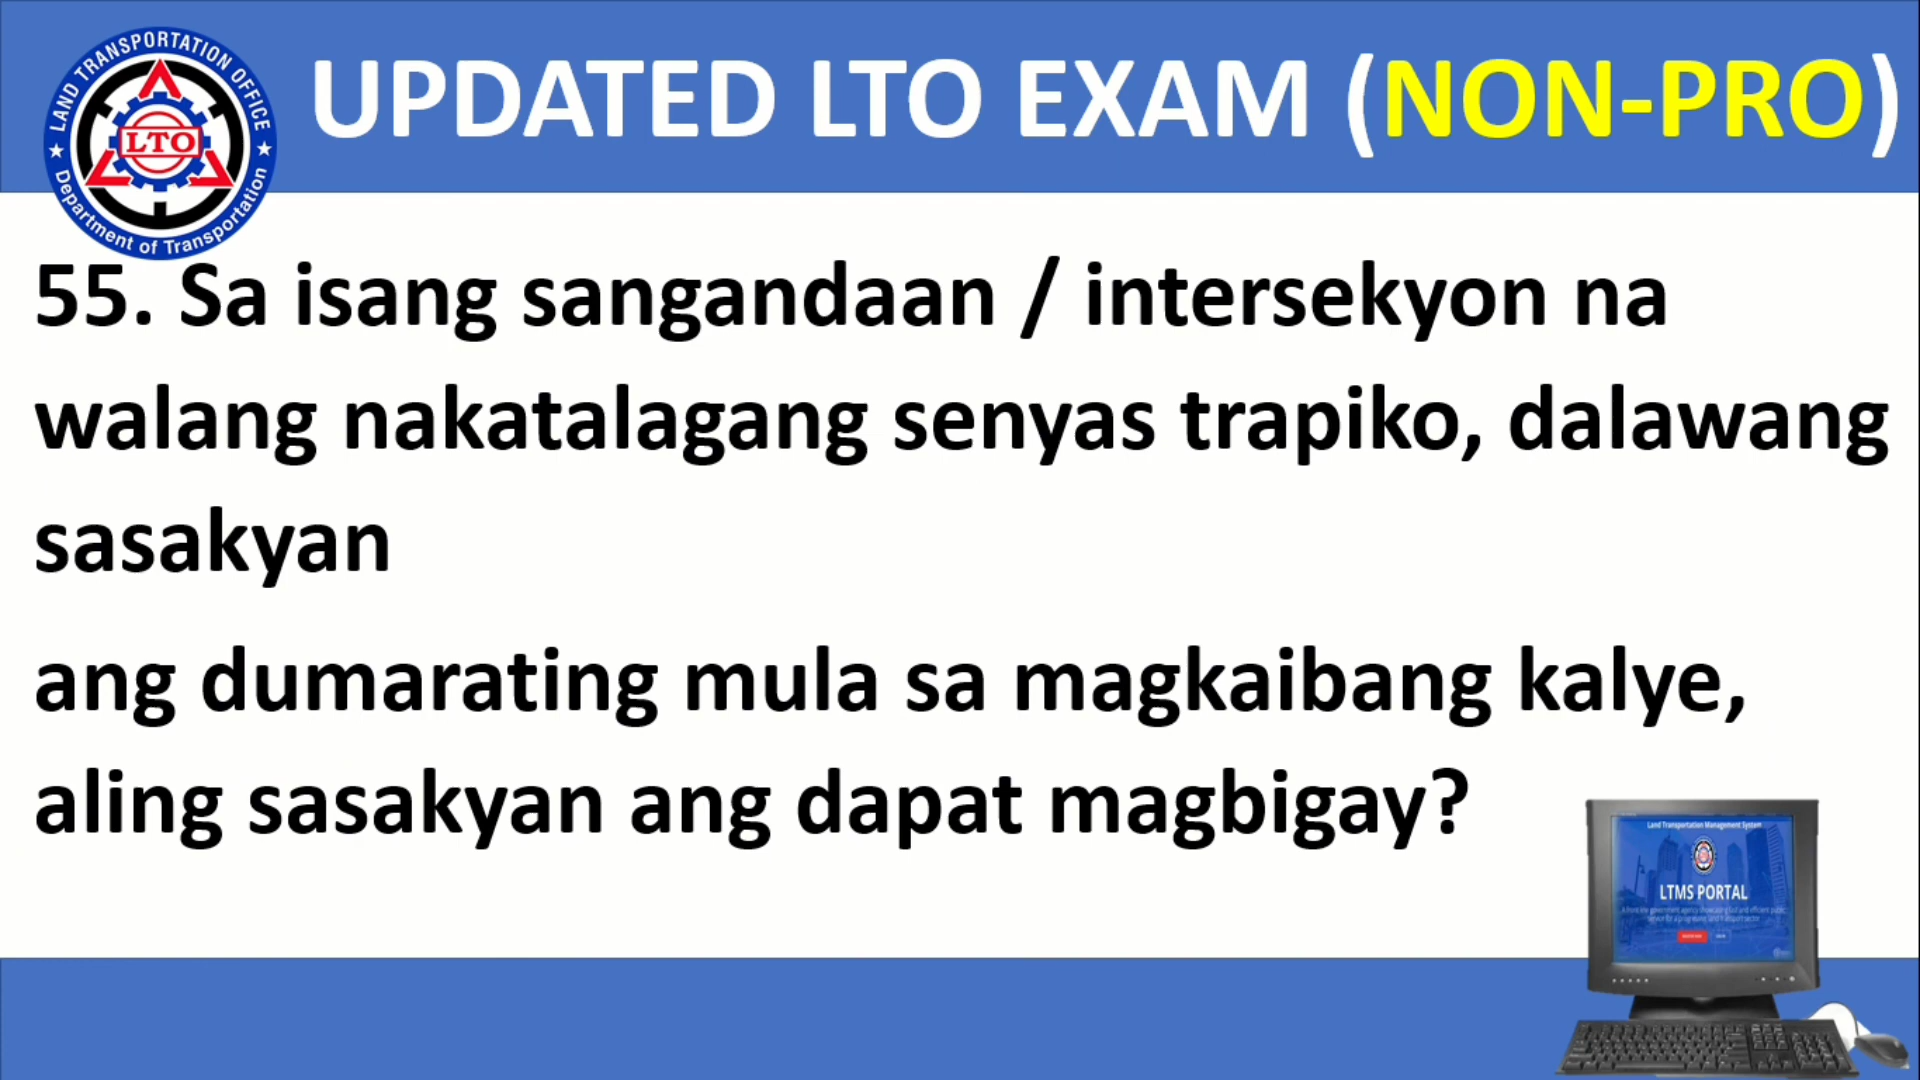 LAND TRANSPORTATION OFFICE
LTO
Department of Transportation
UPDATED LTO EXAM (NON-PRO)
55. Sa isang sangandaan / intersekyon na
walang nakatalagang senyas trapiko, dalawang
sasakyan
ang dumarating mula sa magkaibang kalye,
aling sasakyan ang dapat magbigay?
Land Transportation Management System
LTMS PORTAL